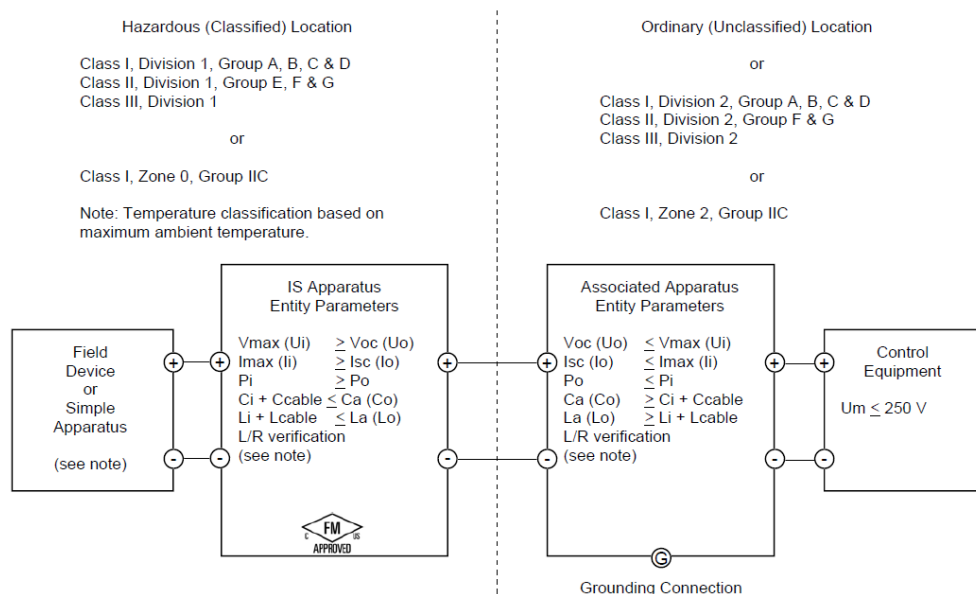 Hazardous (Classified) Location
Class I, Division 1, Group A, B, C & D
Class II, Division 1, Group E, F & G
Class III, Division 1
or
Class I, Zone 0, Group IIC
Note: Temperature classification based on
maximum ambient temperature.
Ordinary (Unclassified) Location
or
Class I, Division 2, Group A, B, C & D
Class II, Division 2, Group F & G
Class III, Division 2
or
Class I, Zone 2, Group IIC
Field
Device
or
Simple
Apparatus
(see note)
+
-
IS Apparatus
Entity Parameters
Vmax (Ui) ≥ Voc (Uo)
Imax (Ii) ≥ Isc (Io)
Pi ≥ Po
Ci + Ccable ≤ Ca (Co)
Li + Lcable ≤ La (Lo)
L/R verification
(see note)
+
-
+
-
FM
C US
APPROVED
Associated Apparatus
Entity Parameters
Voc (Uo) ≤ Vmax (Ui)
Isc (Io) ≤ Imax (Ii)
Po ≤ Pi
Ca (Co) ≥ Ci + Ccable
La (Lo) ≥ Li + Lcable
L/R verification
(see note)
+
-
+
-
G
Grounding Connection
Control
Equipment
Um ≤ 250 V
+
-